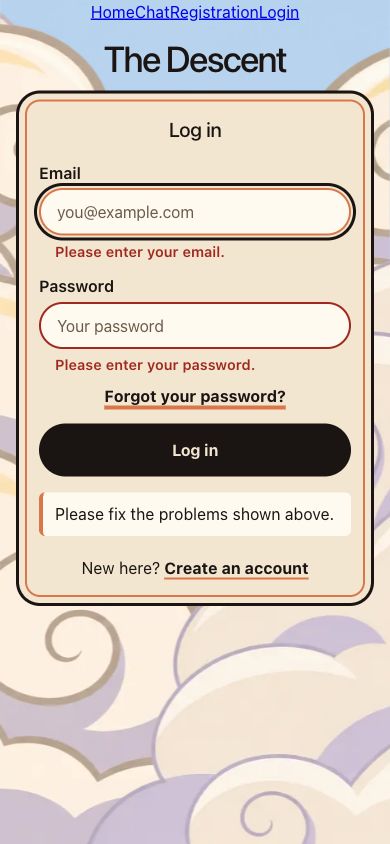 HomeChatRegistrationLogin
The Descent
Log in
Email
you@example.com
Please enter your email.
Password
Your password
Please enter your password.
Forgot your password?
Log in
Please fix the problems shown above.
New here? Create an account